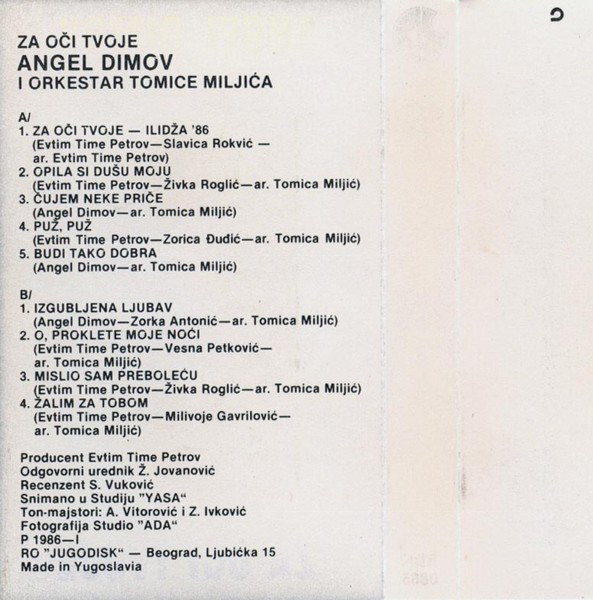 ZA OČI TVOJE
ANGEL DIMOV
I ORKESTAR TOMICE MILJIĆA
A/
1. ZA OČI TVOJE — ILIDŽA '86
(Evtim Time Petrov—Slavica Rokvić —
ar. Evtim Time Petrov)
2. OPILA SI DUŠU MOJU
(Evtim Time Petrov—Živka Roglić—ar. Tomica Miljić)
3. ČUJEM NEKE PRIČE
(Angel Dimov—ar. Tomica Miljić)
4. PUŽ, PUŽ
(Evtim Time Petrov—Zorica Đuđić—ar. Tomica Miljić)
5. BUDI TAKO DOBRA
(Angel Dimov—ar. Tomica Miljić)
B/
1. IZGUBLJENA LJUBAV
(Angel Dimov—Zorka Antonić—ar. Tomica Miljić)
2. O, PROKLETE MOJE NOĆI
(Evtim Time Petrov—Vesna Petković—
ar. Tomica Miljić)
3. MISLIO SAM PREBOLEĆU
(Evtim Time Petrov—Živka Roglić—ar. Tomica Miljić)
4. ŽALIM ZA TOBOM
(Evtim Time Petrov—Milivoje Gavrilović—
ar. Tomica Miljić)
Producent Evtim Time Petrov
Odgovorni urednik Ž. Jovanović
Recenzent S. Vuković
Snimano u Studiju "YASA"
Ton-majstori: A. Vitorović i Z. Ivković
Fotografija Studio "ADA"
P 1986—I
RO "JUGODISK" — Beograd, Ljubićka 15
Made in Yugoslavia